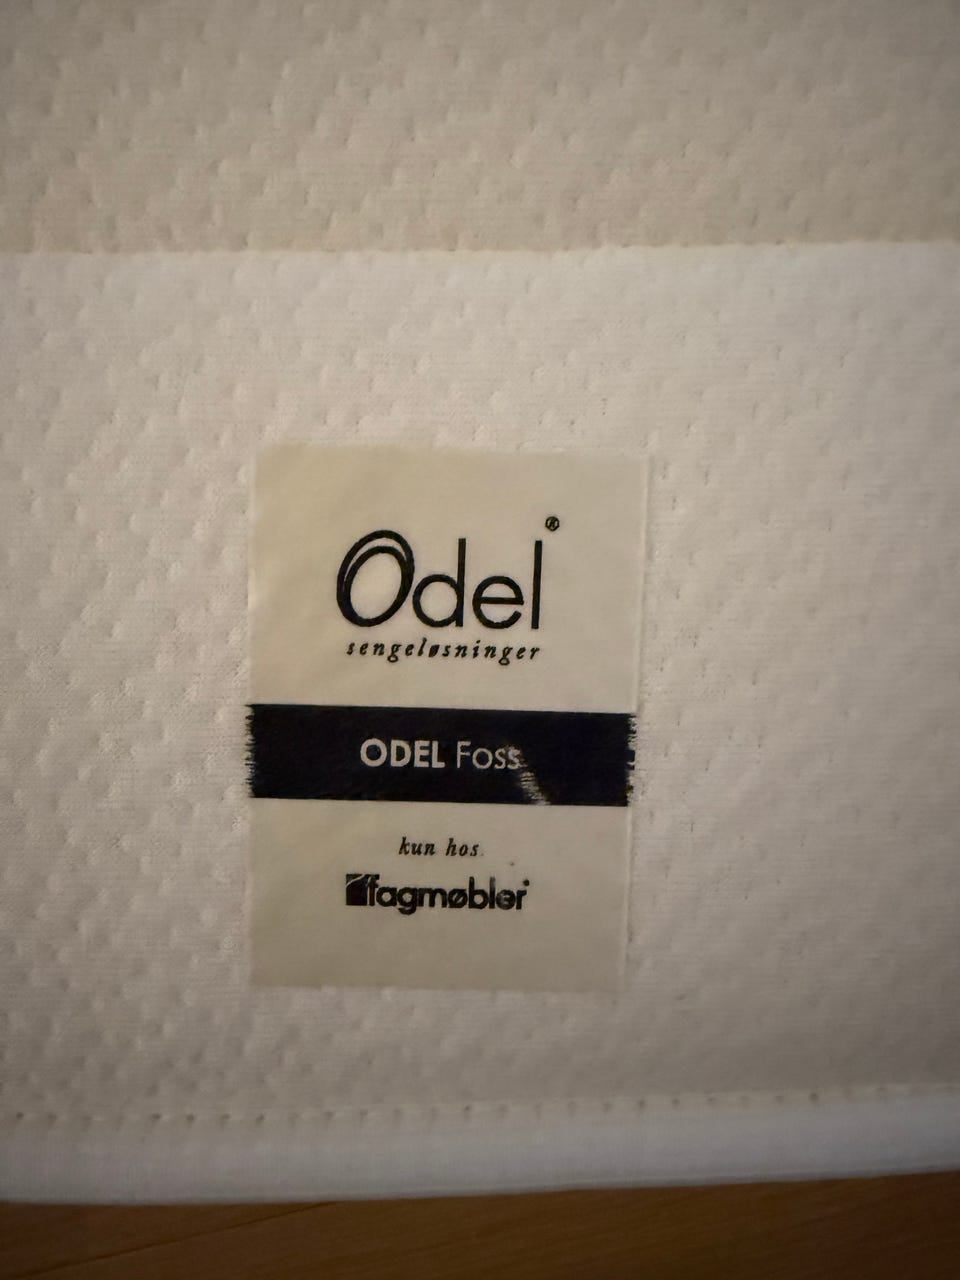 Odel®
sengeløsninger
ODEL Foss
kun hos
fagmøbler